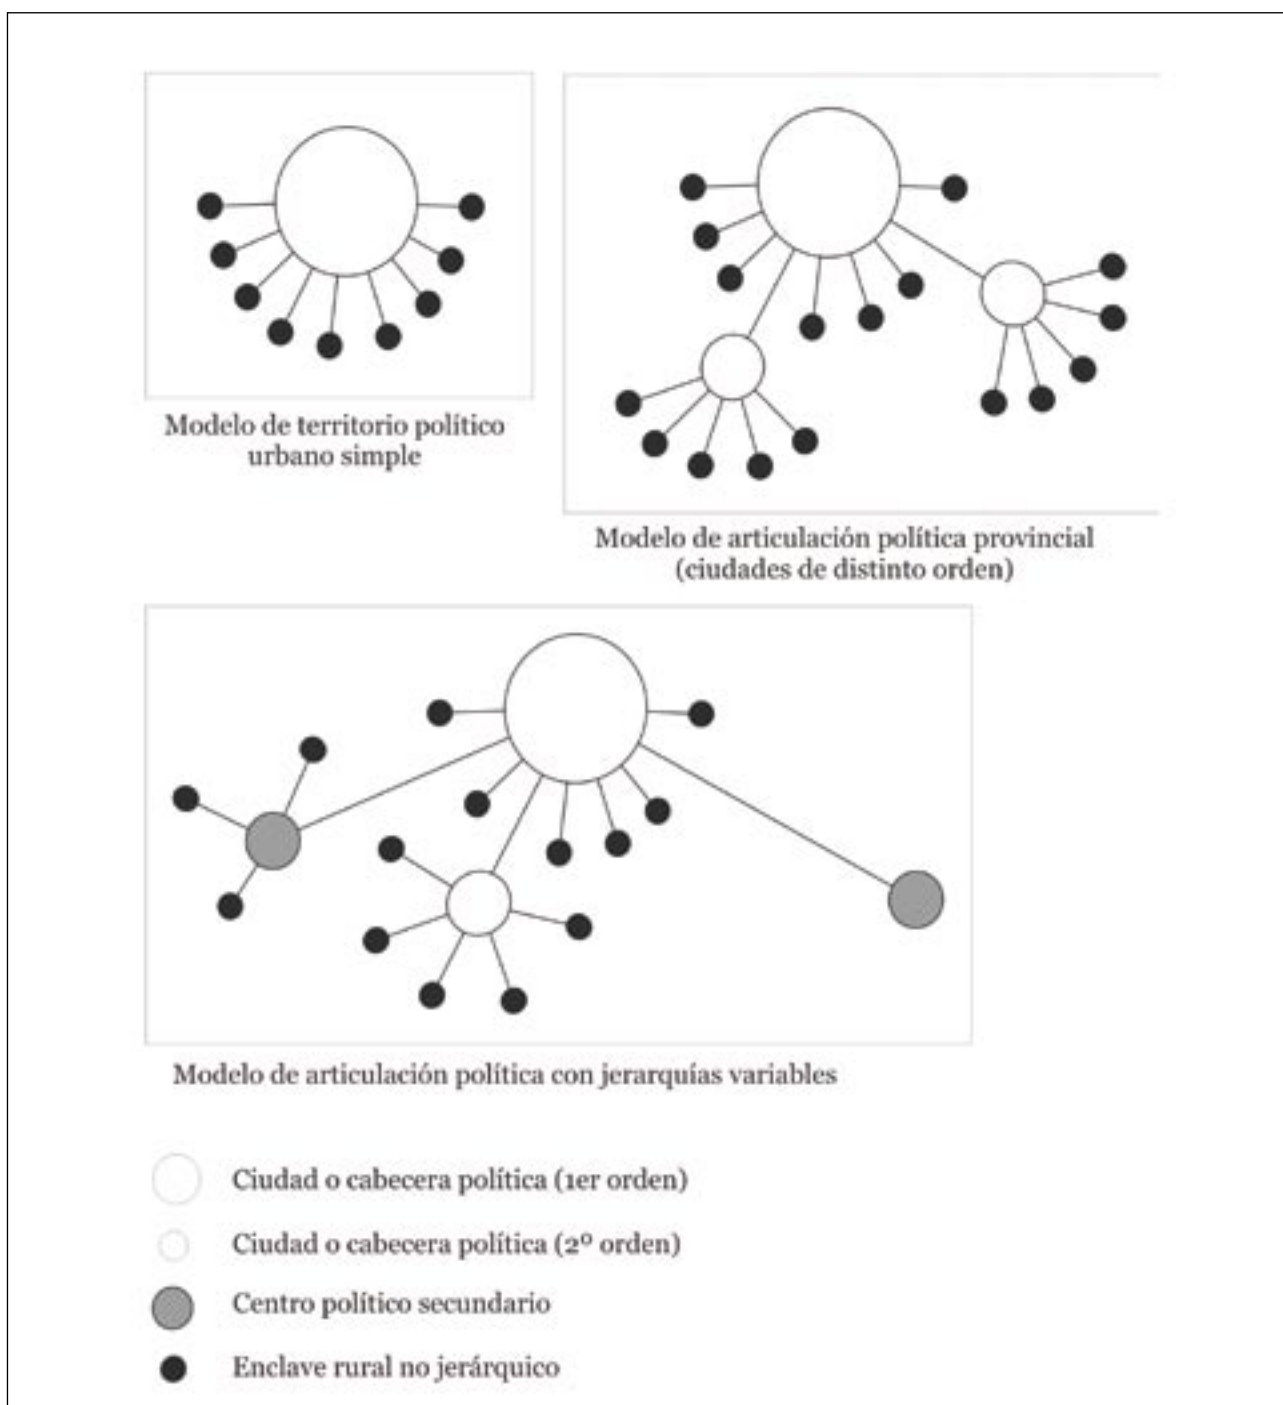 Modelo de territorio político
urbano simple
Modelo de articulación política provincial
(ciudades de distinto orden)
Modelo de articulación política con jerarquías variables
Ciudad o cabecera política (1er orden)
Ciudad o cabecera política (2º orden)
Centro político secundario
Enclave rural no jerárquico